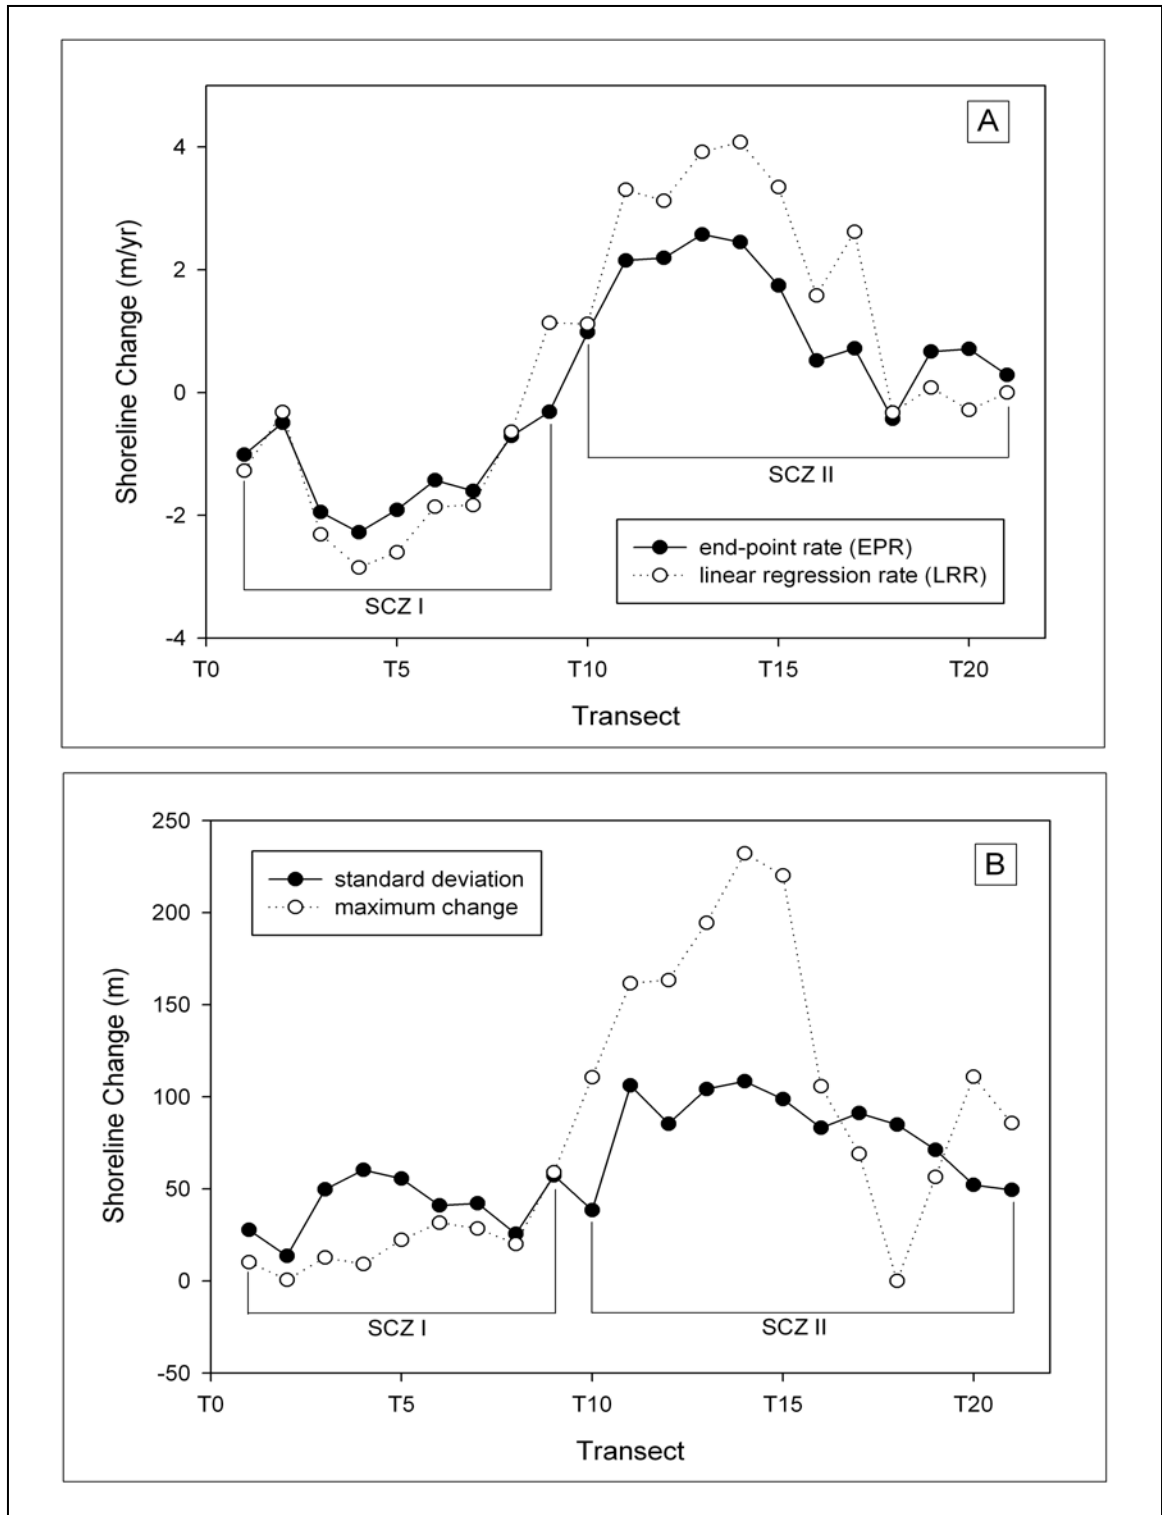 A
4
2
0
-2
-4
Shoreline Change (m/yr)
SCZ II
end-point rate (EPR)
linear regression rate (LRR)
SCZ I
T0 T5 T10 T15 T20
Transect
B
250
200
150
100
50
0
-50
Shoreline Change (m)
standard deviation
maximum change
SCZ I SCZ II
T0 T5 T10 T15 T20
Transect